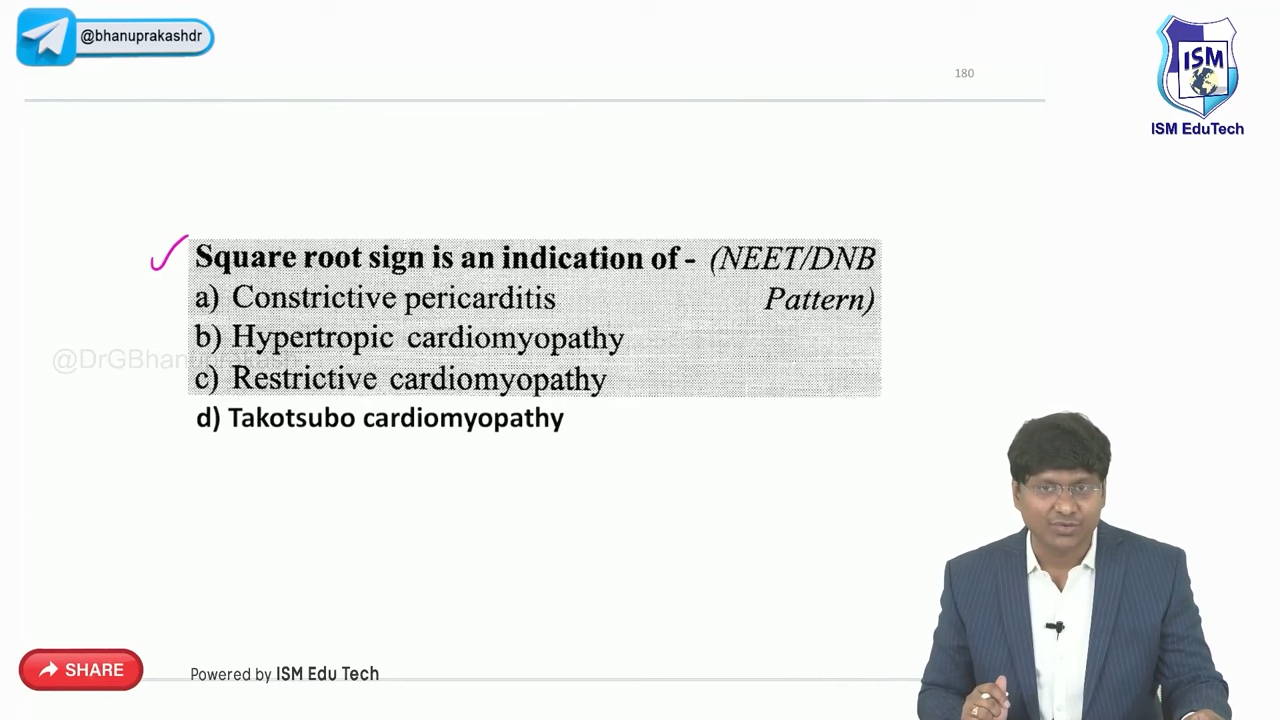 @bhanuprakashdr
180
ISM
ISM EduTech
Square root sign is an indication of - (NEET/DNB
a) Constrictive pericarditis Pattern)
b) Hypertropic cardiomyopathy
@DrGBhanuprakash
c) Restrictive cardiomyopathy
d) Takotsubo cardiomyopathy
SHARE
Powered by ISM Edu Tech